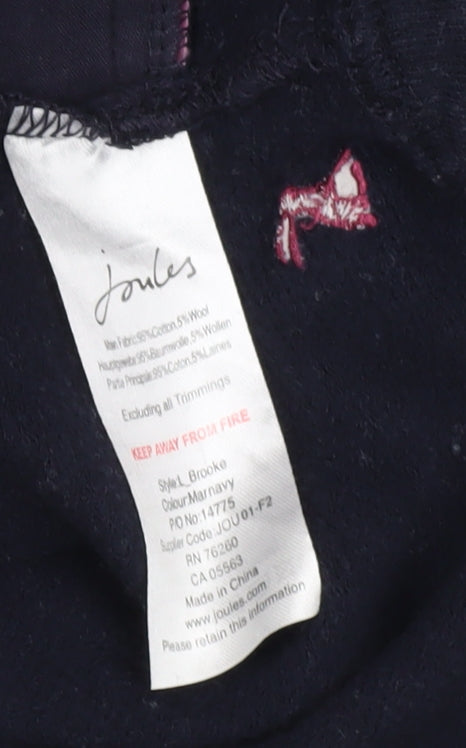 Joules
Main Fabric:95%Cotton,5%Wool
Hauptgewebe:95%Baumwolle,5%Wollen
Partie Principale:95%Coton,5%Laines
Excluding all Trimmings
KEEP AWAY FROM FIRE
Style:L_Brooke
Colour:Marnavy
PO No:14775
Supplier Code:JOU01-F2
RN 76260
CA 05563
Made in China
www.joules.com
Please retain this information